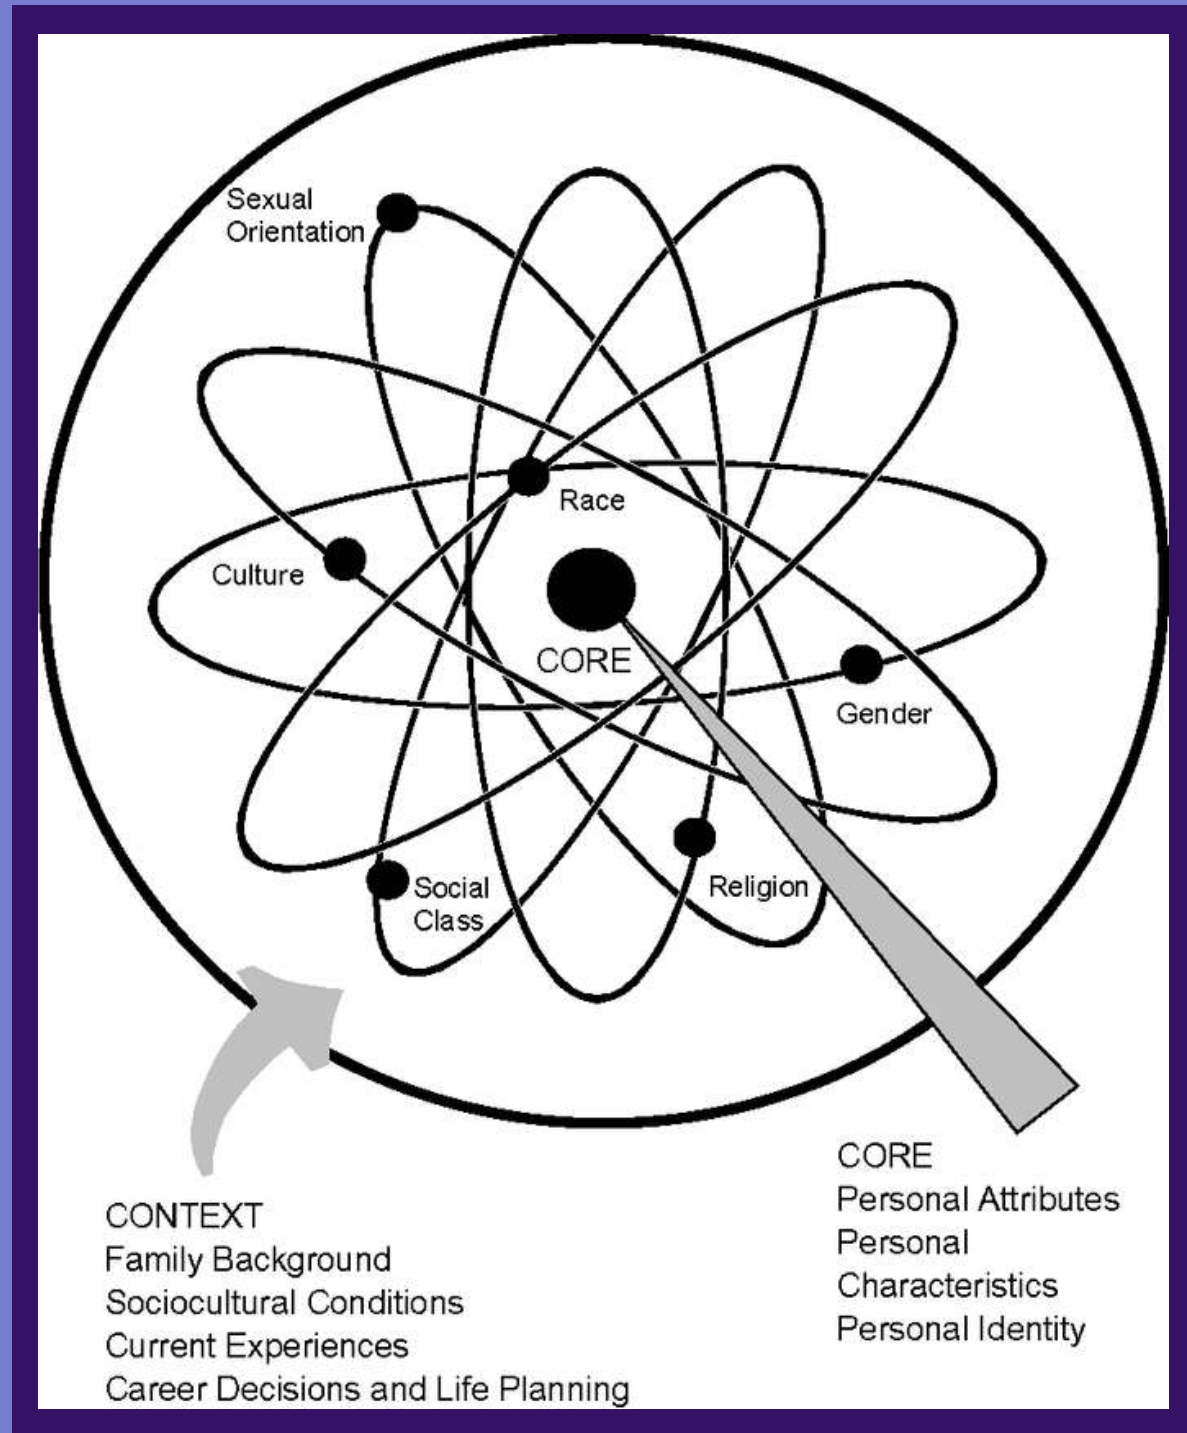 Sexual
Orientation
Race
Culture
CORE
Gender
Religion
Social
Class
CONTEXT
Family Background
Sociocultural Conditions
Current Experiences
Career Decisions and Life Planning
CORE
Personal Attributes
Personal
Characteristics
Personal Identity